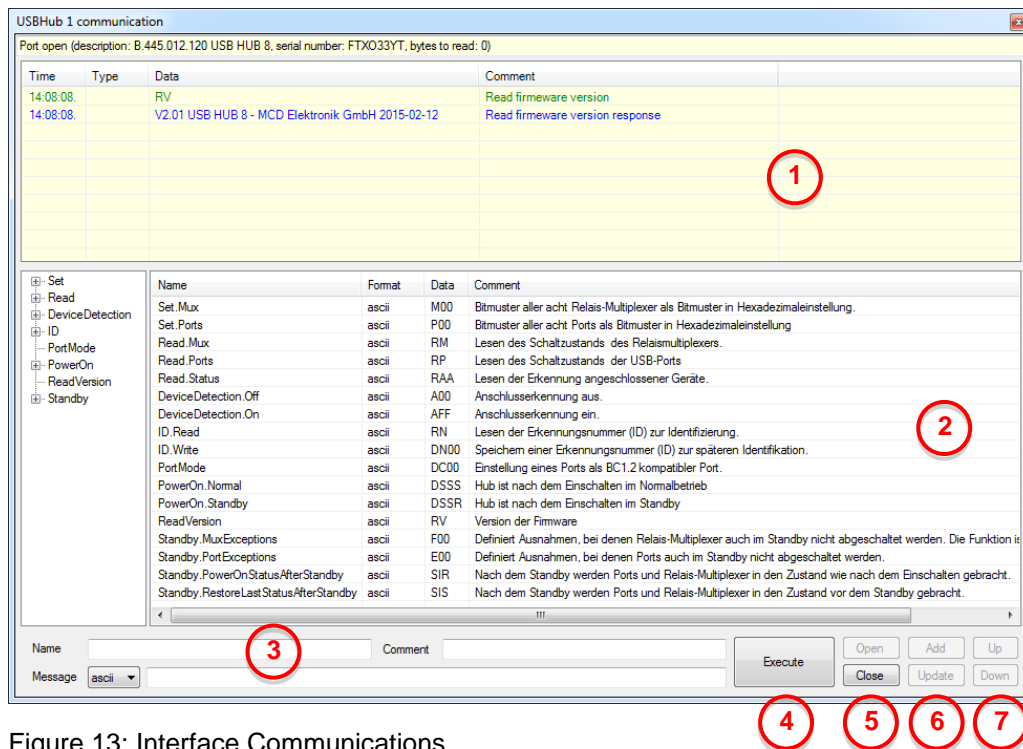 USBHub 1 communication
Port open (description: B.445.012.120 USB HUB 8, serial number: FTXO33YT, bytes to read: 0)
Time Type Data Comment
14:08:08. RV Read firmeware version
14:08:08. V2.01 USB HUB 8 - MCD Elektronik GmbH 2015-02-12 Read firmeware version response
1
Set
Read
DeviceDetection
ID
PortMode
PowerOn
ReadVersion
Standby
Name Format Data Comment
Set.Mux ascii M00 Bitmuster aller acht Relais-Multiplexer als Bitmuster in Hexadezimaleinstellung.
Set.Ports ascii P00 Bitmuster aller acht Ports als Bitmuster in Hexadezimaleinstellung
Read.Mux ascii RM Lesen des Schaltzustands des Relaismultiplexers.
Read.Ports ascii RP Lesen des Schaltzustands der USB-Ports
Read.Status ascii RAA Lesen der Erkennung angeschlossener Geräte.
DeviceDetection.Off ascii A00 Anschlusserkennung aus.
DeviceDetection.On ascii AFF Anschlusserkennung ein.
ID.Read ascii RN Lesen der Erkennungsnummer (ID) zur Identifizierung.
ID.Write ascii DN00 Speichern einer Erkennungsnummer (ID) zur späteren Identifikation.
PortMode ascii DC00 Einstellung eines Ports als BC1.2 kompatibler Port.
PowerOn.Normal ascii DSSS Hub ist nach dem Einschalten im Normalbetrieb
PowerOn.Standby ascii DSSR Hub ist nach dem Einschalten im Standby
ReadVersion ascii RV Version der Firmware
Standby.MuxExceptions ascii F00 Definiert Ausnahmen, bei denen Relais-Multiplexer auch im Standby nicht abgeschaltet werden. Die Funktion is
Standby.PortExceptions ascii E00 Definiert Ausnahmen, bei denen Ports auch im Standby nicht abgeschaltet werden.
Standby.PowerOnStatusAfterStandby ascii SIR Nach dem Standby werden Ports und Relais-Multiplexer in den Zustand wie nach dem Einschalten gebracht.
Standby.RestoreLastStatusAfterStandby ascii SIS Nach dem Standby werden Ports und Relais-Multiplexer in den Zustand vor dem Standby gebracht.
2
Name 3 Comment Execute Open Add Up
Message ascii Close Update Down
4 5 6 7
Figure 13: Interface Communications